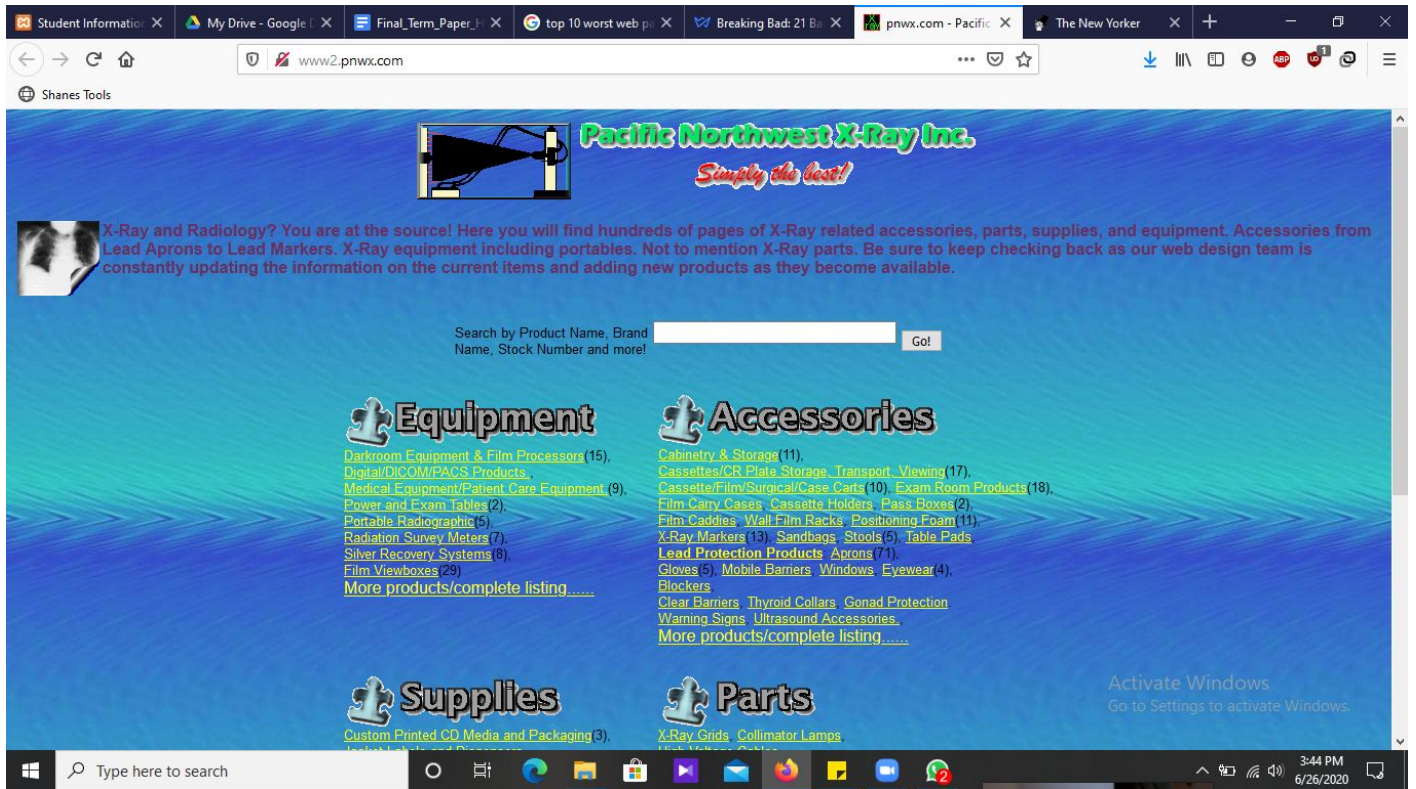 Student Information
My Drive - Google D
Final_Term_Paper_H
top 10 worst web pa
Breaking Bad: 21 Ba
pnwx.com - Pacific
The New Yorker
www2.pnwx.com
ABP
1
Shanes Tools
Pacific Northwest X-Ray Inc.
Simply the best!
X-Ray and Radiology? You are at the source! Here you will find hundreds of pages of X-Ray related accessories, parts, supplies, and equipment. Accessories from
Lead Aprons to Lead Markers. X-Ray equipment including portables. Not to mention X-Ray parts. Be sure to keep checking back as our web design team is
constantly updating the information on the current items and adding new products as they become available.
Search by Product Name, Brand
Name, Stock Number and more!
Go!
Equipment
Darkroom Equipment & Film Processors(15),
Digital/DICOM/PACS Products.,
Medical Equipment/Patient Care Equipment (9),
Power and Exam Tables(2),
Portable Radiographic(5),
Radiation Survey Meters(7),
Silver Recovery Systems(8),
Film Viewboxes(29)
More products/complete listing......
Accessories
Cabinetry & Storage(11),
Cassettes/CR Plate Storage, Transport, Viewing(17),
Cassette/Film/Surgical/Case Carts(10), Exam Room Products(18),
Film Carry Cases, Cassette Holders, Pass Boxes(2),
Film Caddies, Wall Film Racks, Positioning Foam(11),
X-Ray Markers(13), Sandbags, Stools(5), Table Pads,
Lead Protection Products, Aprons(71),
Gloves(5), Mobile Barriers, Windows, Eyewear(4),
Blockers,
Clear Barriers, Thyroid Collars, Gonad Protection,
Warning Signs, Ultrasound Accessories.,
More products/complete listing......
Supplies
Custom Printed CD Media and Packaging(3),
Jacket Labels and Dispensers
Parts
X-Ray Grids, Collimator Lamps,
High Voltage Cables
Activate Windows
Go to Settings to activate Windows.
Type here to search
2
3:44 PM
6/26/2020